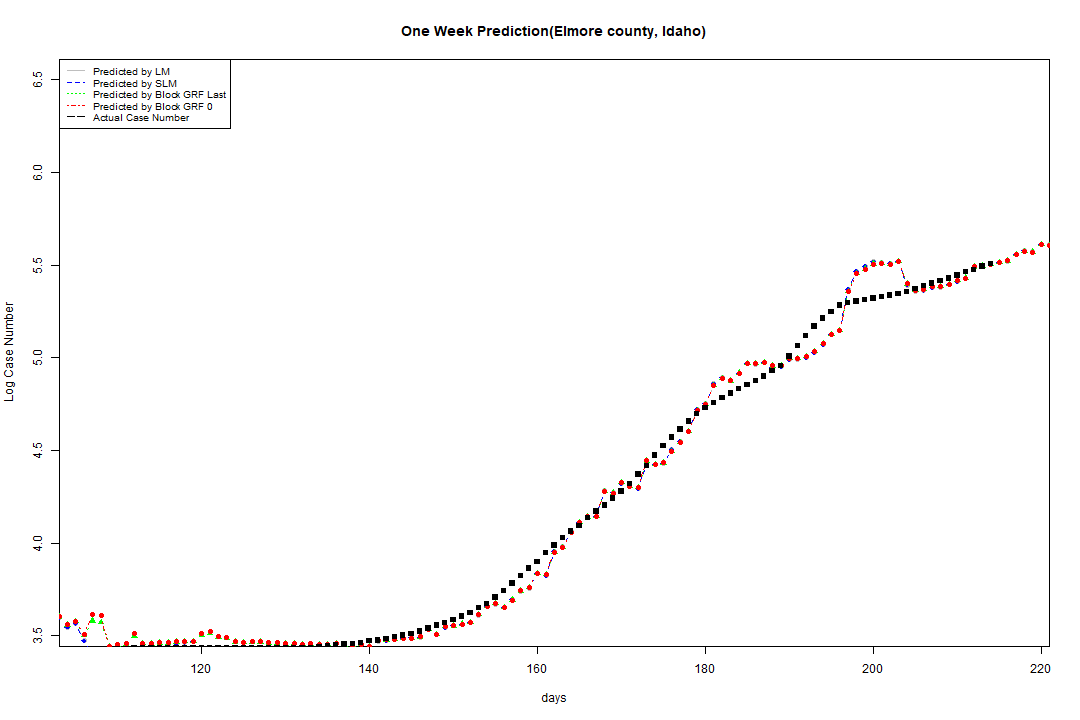 One Week Prediction(Elmore county, Idaho)
Predicted by LM
Predicted by SLM
Predicted by Block GRF Last
Predicted by Block GRF 0
Actual Case Number
6.5
6.0
5.5
5.0
4.5
4.0
3.5
Log Case Number
120 140 160 180 200 220
days